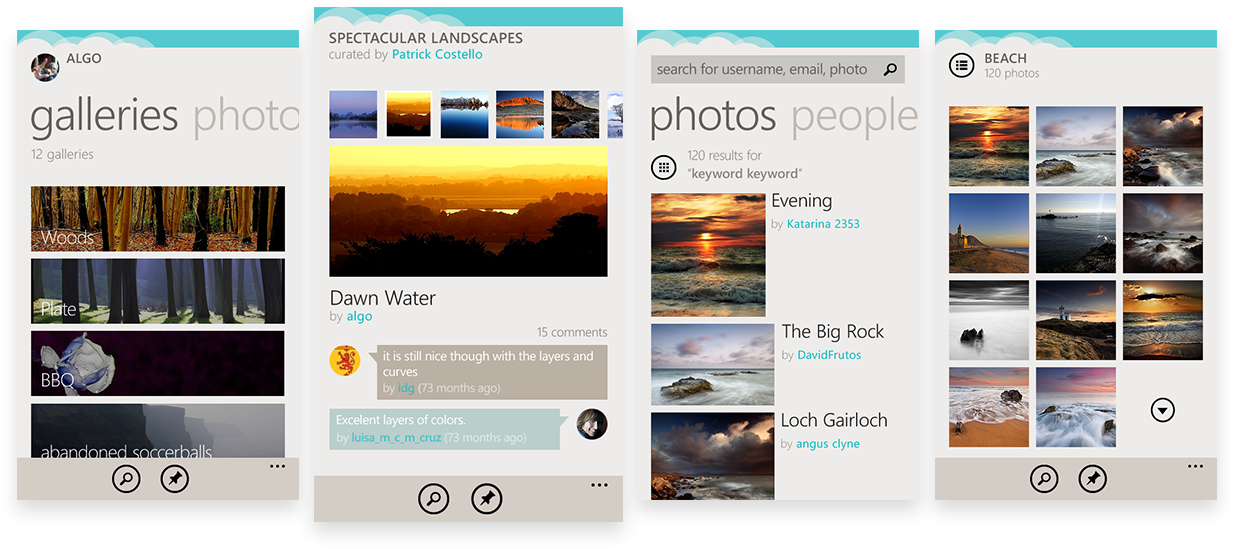 ALGO
galleries photo
12 galleries
Woods
Plate
BBQ
abandoned soccerballs
SPECTACULAR LANDSCAPES
curated by Patrick Costello
Dawn Water
by algo
15 comments
it is still nice though with the layers and
curves
by idg (73 months ago)
Excelent layers of colors.
by luisa_m_c_m_cruz (73 months ago)
search for username, email, photo
photos people
120 results for
"keyword keyword"
Evening
by Katarina 2353
The Big Rock
by DavidFrutos
Loch Gairloch
by angus clyne
BEACH
120 photos